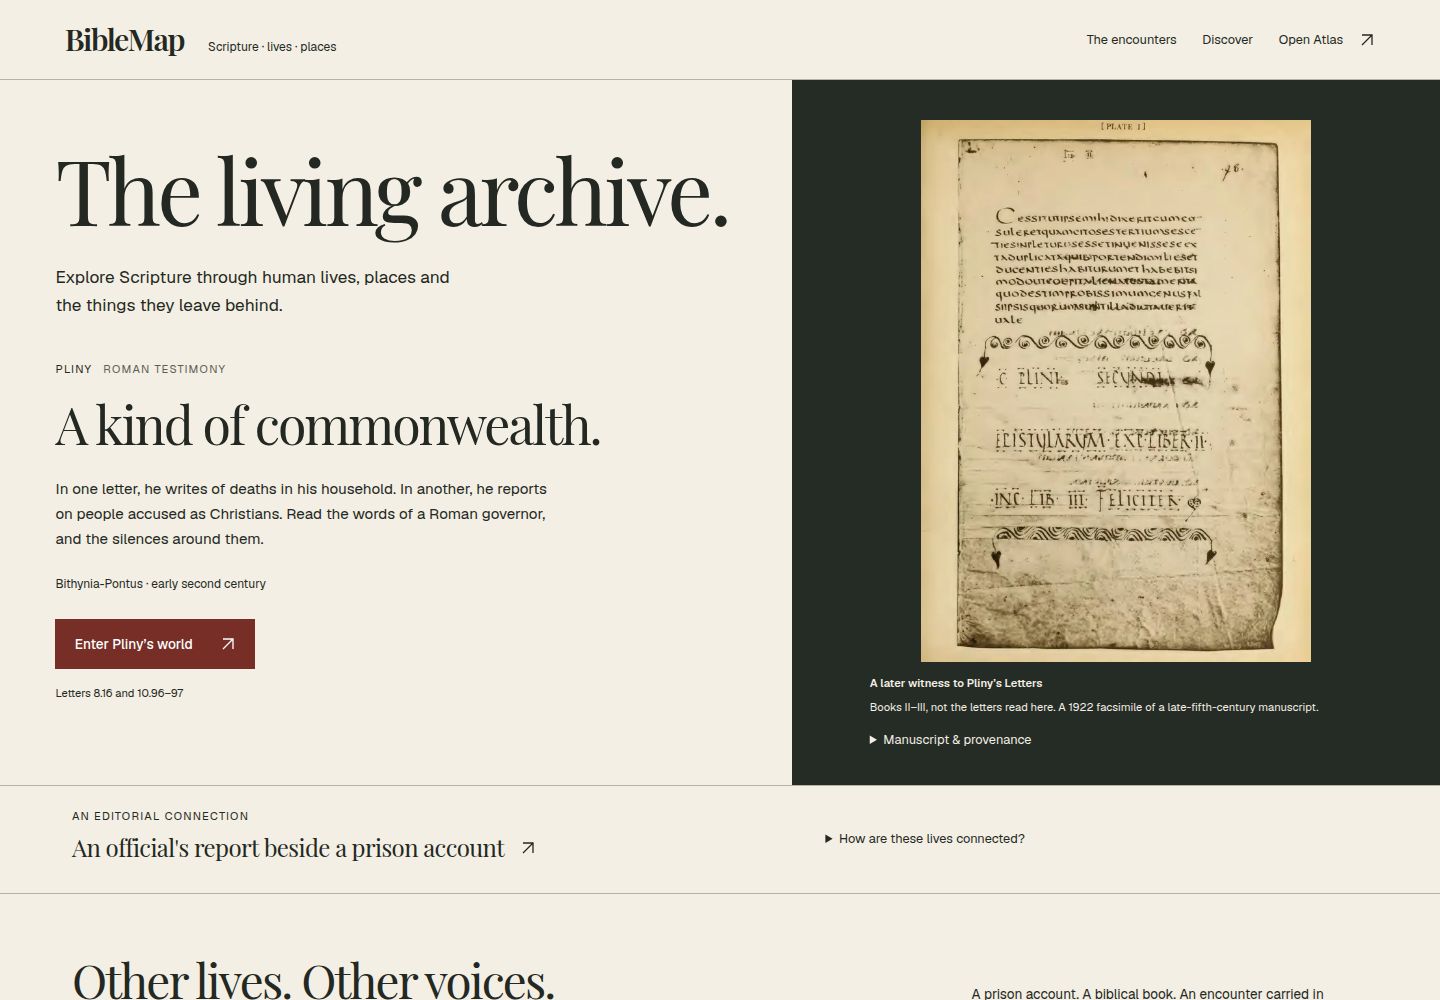 BibleMap
Scripture · lives · places
The encounters
Discover
Open Atlas
The living archive.
Explore Scripture through human lives, places and
the things they leave behind.
PLINY ROMAN TESTIMONY
A kind of commonwealth.
In one letter, he writes of deaths in his household. In another, he reports
on people accused as Christians. Read the words of a Roman governor,
and the silences around them.
Bithynia-Pontus · early second century
Enter Pliny's world
Letters 8.16 and 10.96–97
[PLATE I]
uale
C PLINI SECUNDI
EPISTULARUM · EXP · LIBER · II ·
· INC · LIB · III · FELICITER
A later witness to Pliny's Letters
Books II–III, not the letters read here. A 1922 facsimile of a late-fifth-century manuscript.
Manuscript & provenance
AN EDITORIAL CONNECTION
An official's report beside a prison account
How are these lives connected?
Other lives. Other voices.
A prison account. A biblical book. An encounter carried in